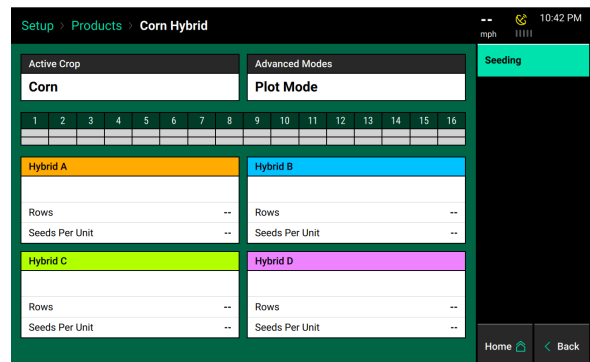 Setup > Products > Corn Hybrid
-- mph
10:42 PM
Seeding
Active Crop
Corn
Advanced Modes
Plot Mode
1 2 3 4 5 6 7 8 9 10 11 12 13 14 15 16
Hybrid A
Rows --
Seeds Per Unit --
Hybrid B
Rows --
Seeds Per Unit --
Hybrid C
Rows --
Seeds Per Unit --
Hybrid D
Rows --
Seeds Per Unit --
Home
< Back